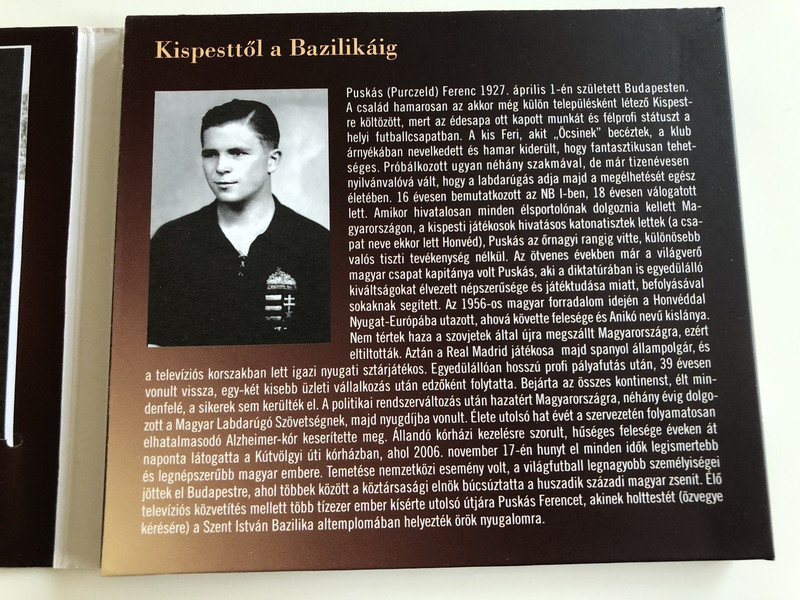 Kispesttől a Bazilikáig
Puskás (Purczeld) Ferenc 1927. április 1-én született Budapesten.
A család hamarosan az akkor még külön településként létező Kispest-
re költözött, mert az édesapa ott kapott munkát és félprofi státuszt a
helyi futballcsapatban. A kis Feri, akit „Öcsinek” becéztek, a klub
árnyékában nevelkedett és hamar kiderült, hogy fantasztikusan tehet-
séges. Próbálkozott ugyan néhány szakmával, de már tizenévesen
nyilvánvalóvá vált, hogy a labdarúgás adja majd a megélhetését egész
életében. 16 évesen bemutatkozott az NB I-ben, 18 évesen válogatott
lett. Amikor hivatalosan minden élsportolónak dolgoznia kellett Ma-
gyarországon, a kispesti játékosok hivatásos katonatisztek lettek (a csa-
pat neve ekkor lett Honvéd), Puskás az őrnagyi rangig vitte, különösebb
valós tiszti tevékenység nélkül. Az ötvenes években már a világverő
magyar csapat kapitánya volt Puskás, aki a diktatúrában is egyedülálló
kiváltságokat élvezett népszerűsége és játéktudása miatt, befolyásával
sokaknak segített. Az 1956-os magyar forradalom idején a Honvéddal
Nyugat-Európába utazott, ahová követte felesége és Anikó nevű kislánya.
Nem tértek haza a szovjetek által újra megszállt Magyarországra, ezért
eltiltották. Aztán a Real Madrid játékosa majd spanyol állampolgár, és
a televíziós korszakban lett igazi nyugati sztárjátékos. Egyedülállóan hosszú profi pályafutás után, 39 évesen
vonult vissza, egy-két kisebb üzleti vállalkozás után edzőként folytatta. Bejárta az összes kontinenst, élt min-
denfelé, a sikerek sem kerülték el. A politikai rendszerváltozás után hazatért Magyarországra, néhány évig dolgo-
zott a Magyar Labdarúgó Szövetségnek, majd nyugdíjba vonult. Élete utolsó hat évét a szervezetén folyamatosan
elhatalmasodó Alzheimer-kór keserítette meg. Állandó kórházi kezelésre szorult, hűséges felesége éveken át
naponta látogatta a Kútvölgyi úti kórházban, ahol 2006. november 17-én hunyt el minden idők legismertebb
és legnépszerűbb magyar embere. Temetése nemzetközi esemény volt, a világfutball legnagyobb személyiségei
jöttek el Budapestre, ahol többek között a köztársasági elnök búcsúztatta a huszadik századi magyar zsenit. Élő
televíziós közvetítés mellett több tízezer ember kísérte utolsó útjára Puskás Ferencet, akinek holttestét (özvegye
kérésére) a Szent István Bazilika altemplomában helyezték örök nyugalomra.